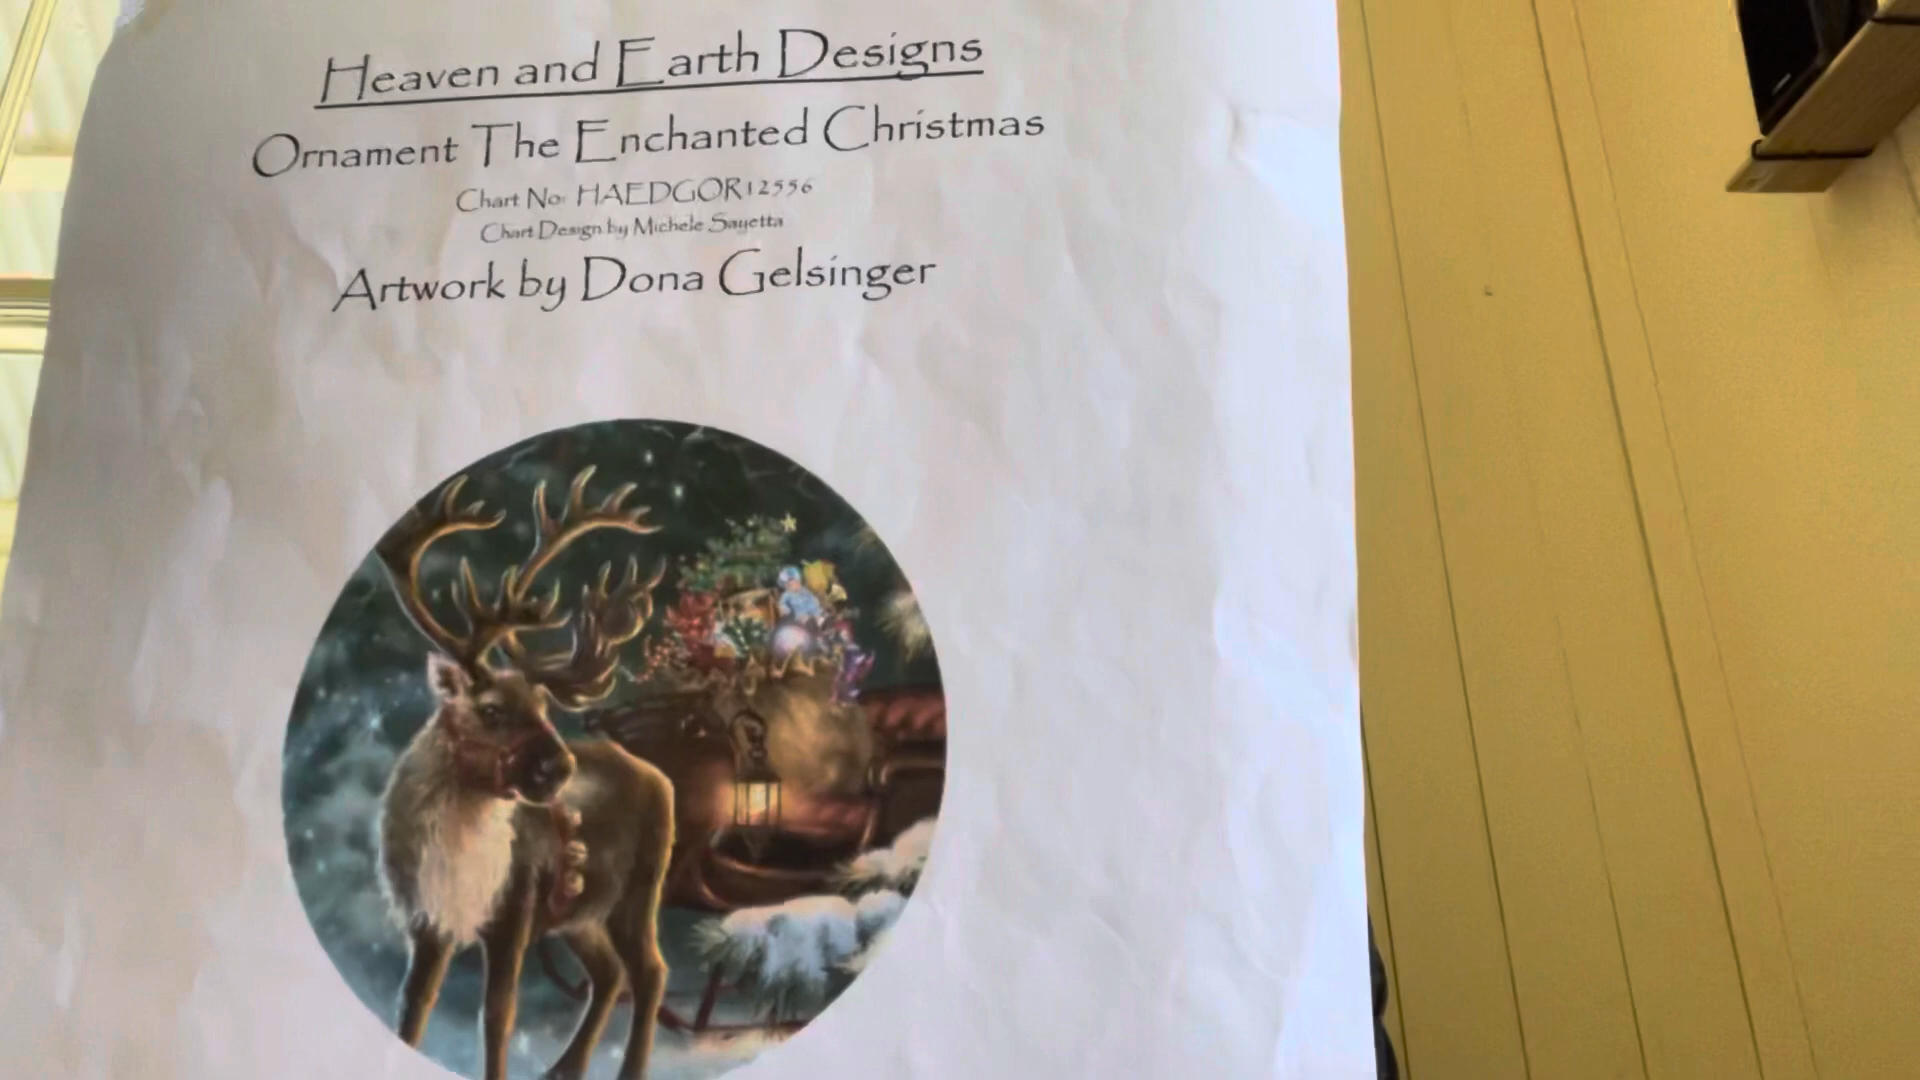 Heaven and Earth Designs
Ornament The Enchanted Christmas
Chart No: HAEDGOR12556
Chart Design by Michele Sayetta
Artwork by Dona Gelsinger